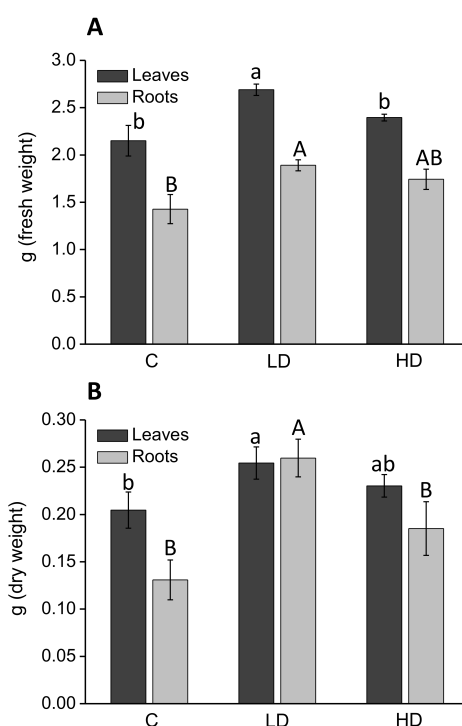 A
g (fresh weight)
3.0
2.5
2.0
1.5
1.0
0.5
0.0
Leaves
Roots
b
B
a
A
b
AB
C
LD
HD
B
g (dry weight)
0.30
0.25
0.20
0.15
0.10
0.05
0.00
Leaves
Roots
b
B
a
A
ab
B
C
LD
HD